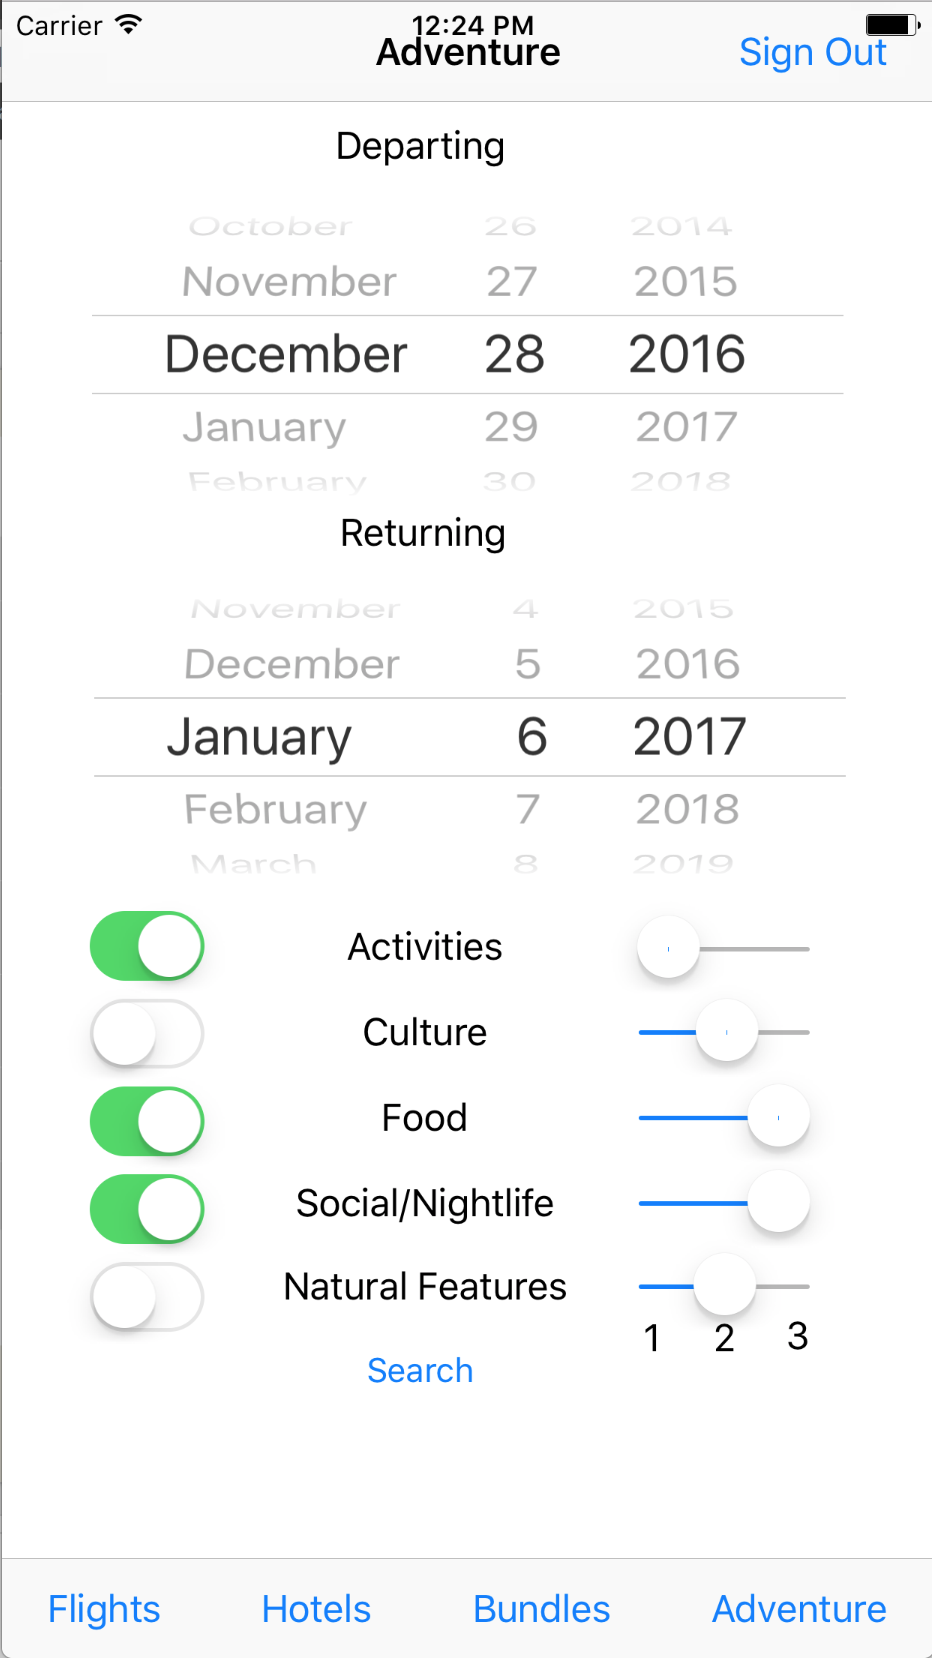 Carrier 12:24 PM
Adventure Sign Out
Departing
October 26 2014
November 27 2015
December 28 2016
January 29 2017
February 30 2018
Returning
November 4 2015
December 5 2016
January 6 2017
February 7 2018
March 8 2019
Activities
Culture
Food
Social/Nightlife
Natural Features
1 2 3
Search
Flights Hotels Bundles Adventure